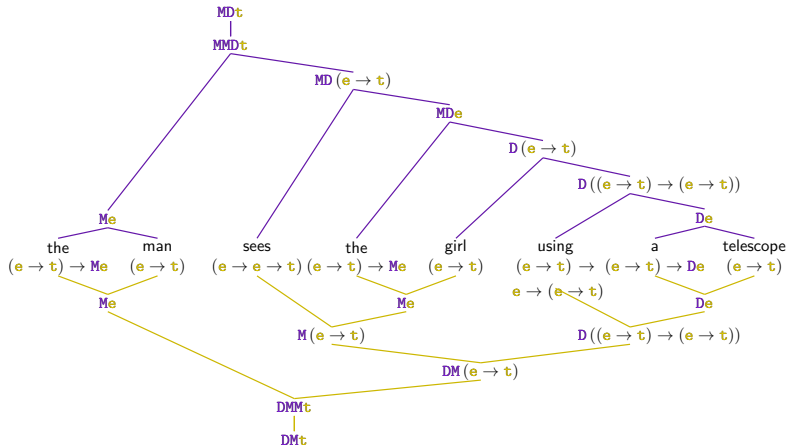 MDt
MMDt
MD(e → t)
MDe
D(e → t)
D((e → t) → (e → t))
Me De
the man sees the girl using a telescope
(e → t) → Me (e → t) (e → e → t) (e → t) → Me (e → t) (e → t) → (e → t) → De (e → t)
e → (e → t)
Me Me De
M(e → t) D((e → t) → (e → t))
DM(e → t)
DMMt
DMt